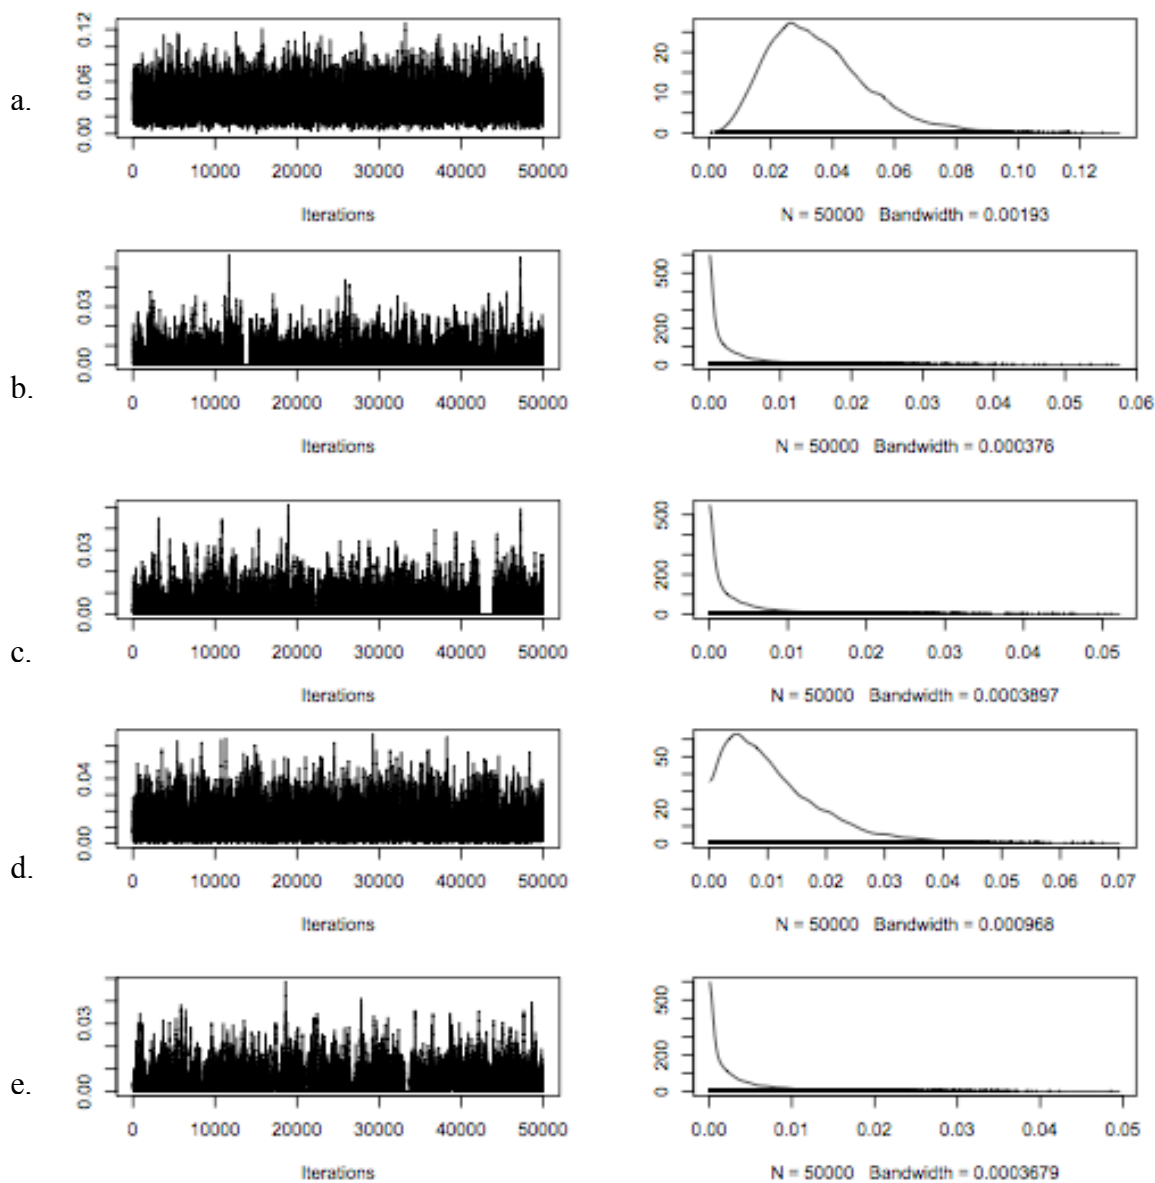 a.
0.00 0.06 0.12
0 10000 20000 30000 40000 50000
Iterations
0 10 20
0.00 0.02 0.04 0.06 0.08 0.10 0.12
N = 50000 Bandwidth = 0.00193
b.
0.00 0.03
0 10000 20000 30000 40000 50000
Iterations
0 200 500
0.00 0.01 0.02 0.03 0.04 0.05 0.06
N = 50000 Bandwidth = 0.000376
c.
0.00 0.03
0 10000 20000 30000 40000 50000
Iterations
0 200 500
0.00 0.01 0.02 0.03 0.04 0.05
N = 50000 Bandwidth = 0.0003897
d.
0.00 0.04
0 10000 20000 30000 40000 50000
Iterations
0 20 50
0.00 0.01 0.02 0.03 0.04 0.05 0.06 0.07
N = 50000 Bandwidth = 0.000968
e.
0.00 0.03
0 10000 20000 30000 40000 50000
Iterations
0 200 500
0.00 0.01 0.02 0.03 0.04 0.05
N = 50000 Bandwidth = 0.0003679